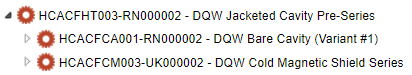 HCACFHT003-RN000002 - DQW Jacketed Cavity Pre-Series
HCACFCA001-RN000002 - DQW Bare Cavity (Variant #1)
HCACFCM003-UK000002 - DQW Cold Magnetic Shield Series